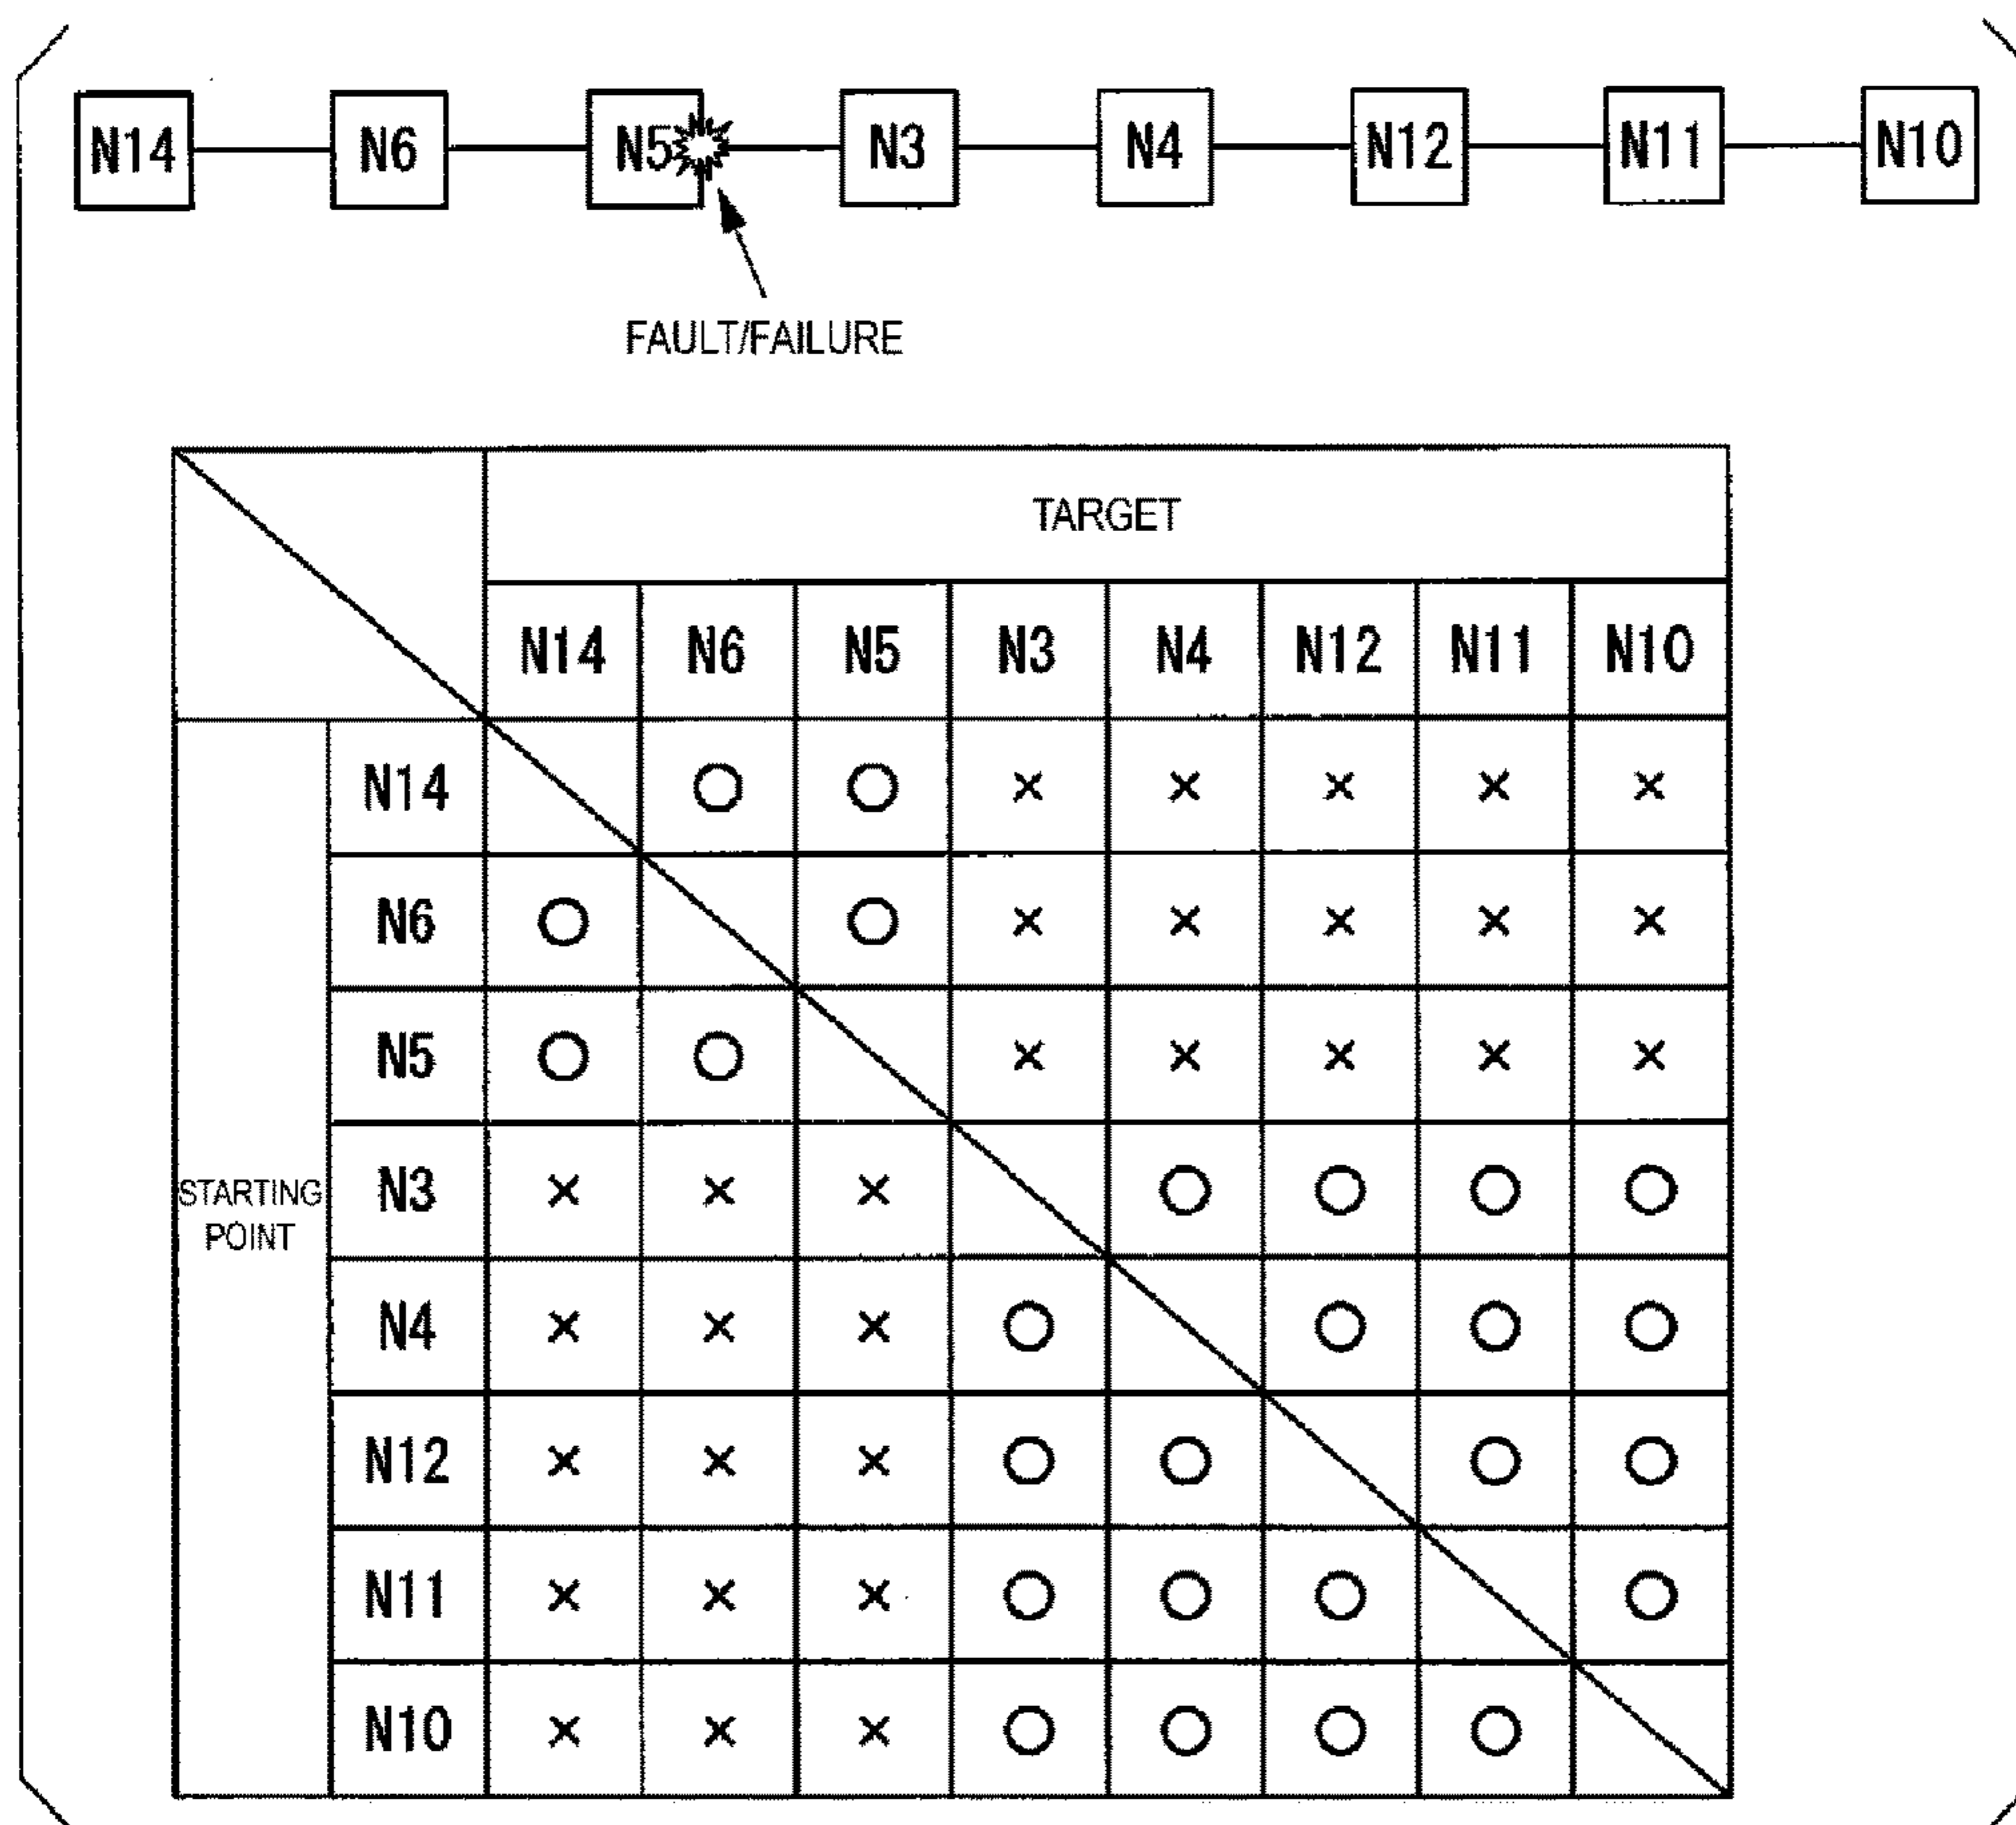 N14 N6 N5 N3 N4 N12 N11 N10
FAULT/FAILURE
TARGET
N14 N6 N5 N3 N4 N12 N11 N10
STARTING
POINT
N14 ○ ○ × × × × ×
N6 ○ ○ × × × × ×
N5 ○ ○ × × × × ×
N3 × × × ○ ○ ○ ○
N4 × × × ○ ○ ○ ○
N12 × × × ○ ○ ○ ○
N11 × × × ○ ○ ○ ○
N10 × × × ○ ○ ○ ○